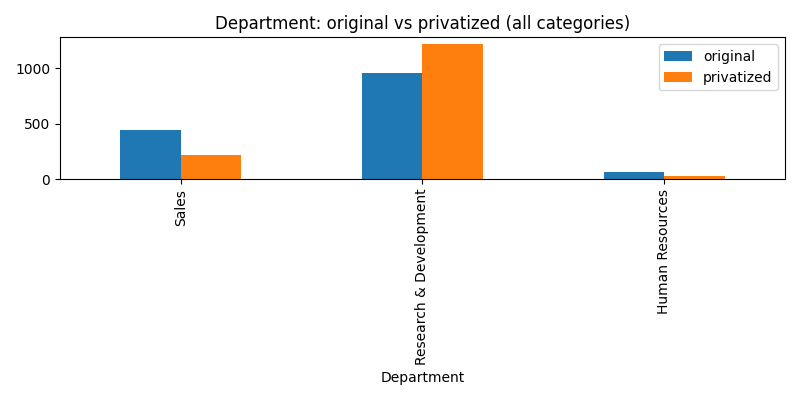 Department: original vs privatized (all categories)
original
privatized
1000
500
0
Sales
Research & Development
Human Resources
Department